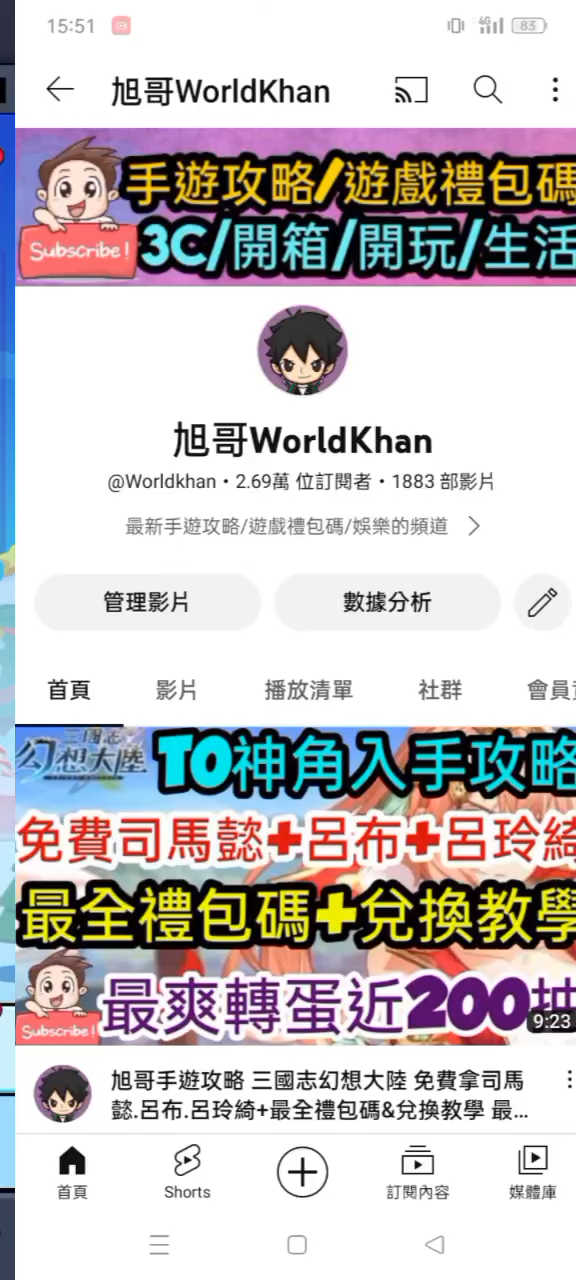 15:51
4G
83
旭哥WorldKhan
手遊攻略/遊戲禮包碼
Subscribe!
3C/開箱/開玩/生活
旭哥WorldKhan
@Worldkhan・2.69萬 位訂閱者・1883 部影片
最新手遊攻略/遊戲禮包碼/娛樂的頻道
管理影片
數據分析
首頁
影片
播放清單
社群
會員
三國志
幻想大陸
T0神角入手攻略
免費司馬懿+呂布+呂玲綺
最全禮包碼+兌換教學
最爽轉蛋近200抽
Subscribe!
9:23
旭哥手遊攻略 三國志幻想大陸 免費拿司馬
懿.呂布.呂玲綺+最全禮包碼&兌換教學 最...
首頁
Shorts
訂閱內容
媒體庫